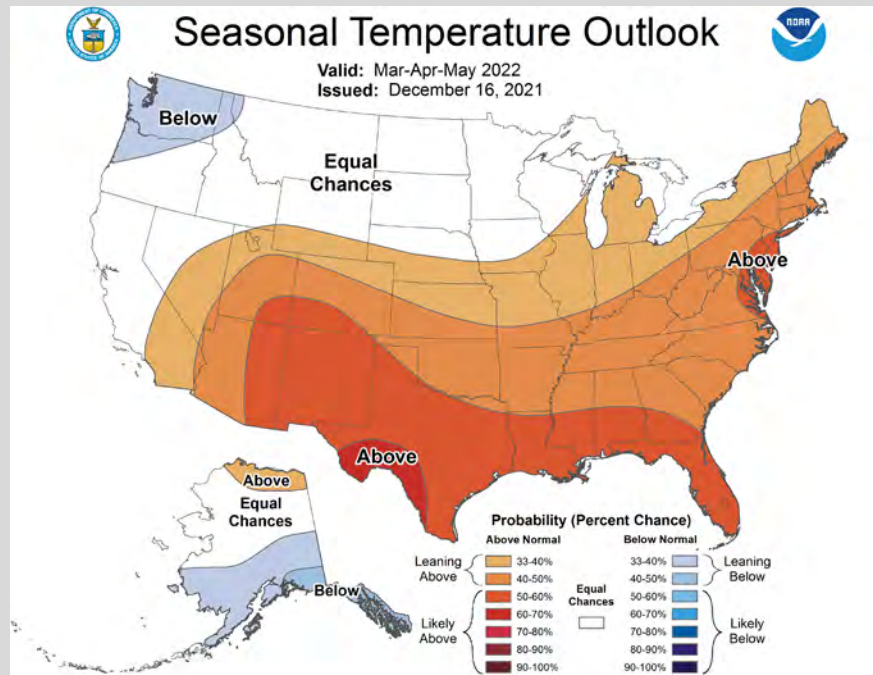 Seasonal Temperature Outlook
NOAA
Valid: Mar-Apr-May 2022
Issued: December 16, 2021
Below
Equal
Chances
Above
Above
Above
Equal
Chances
Below
Probability (Percent Chance)
Above Normal
Below Normal
Leaning
Above
33-40%
40-50%
Likely
Above
50-60%
60-70%
70-80%
80-90%
90-100%
Equal
Chances
33-40%
40-50%
Leaning
Below
50-60%
60-70%
70-80%
80-90%
90-100%
Likely
Below